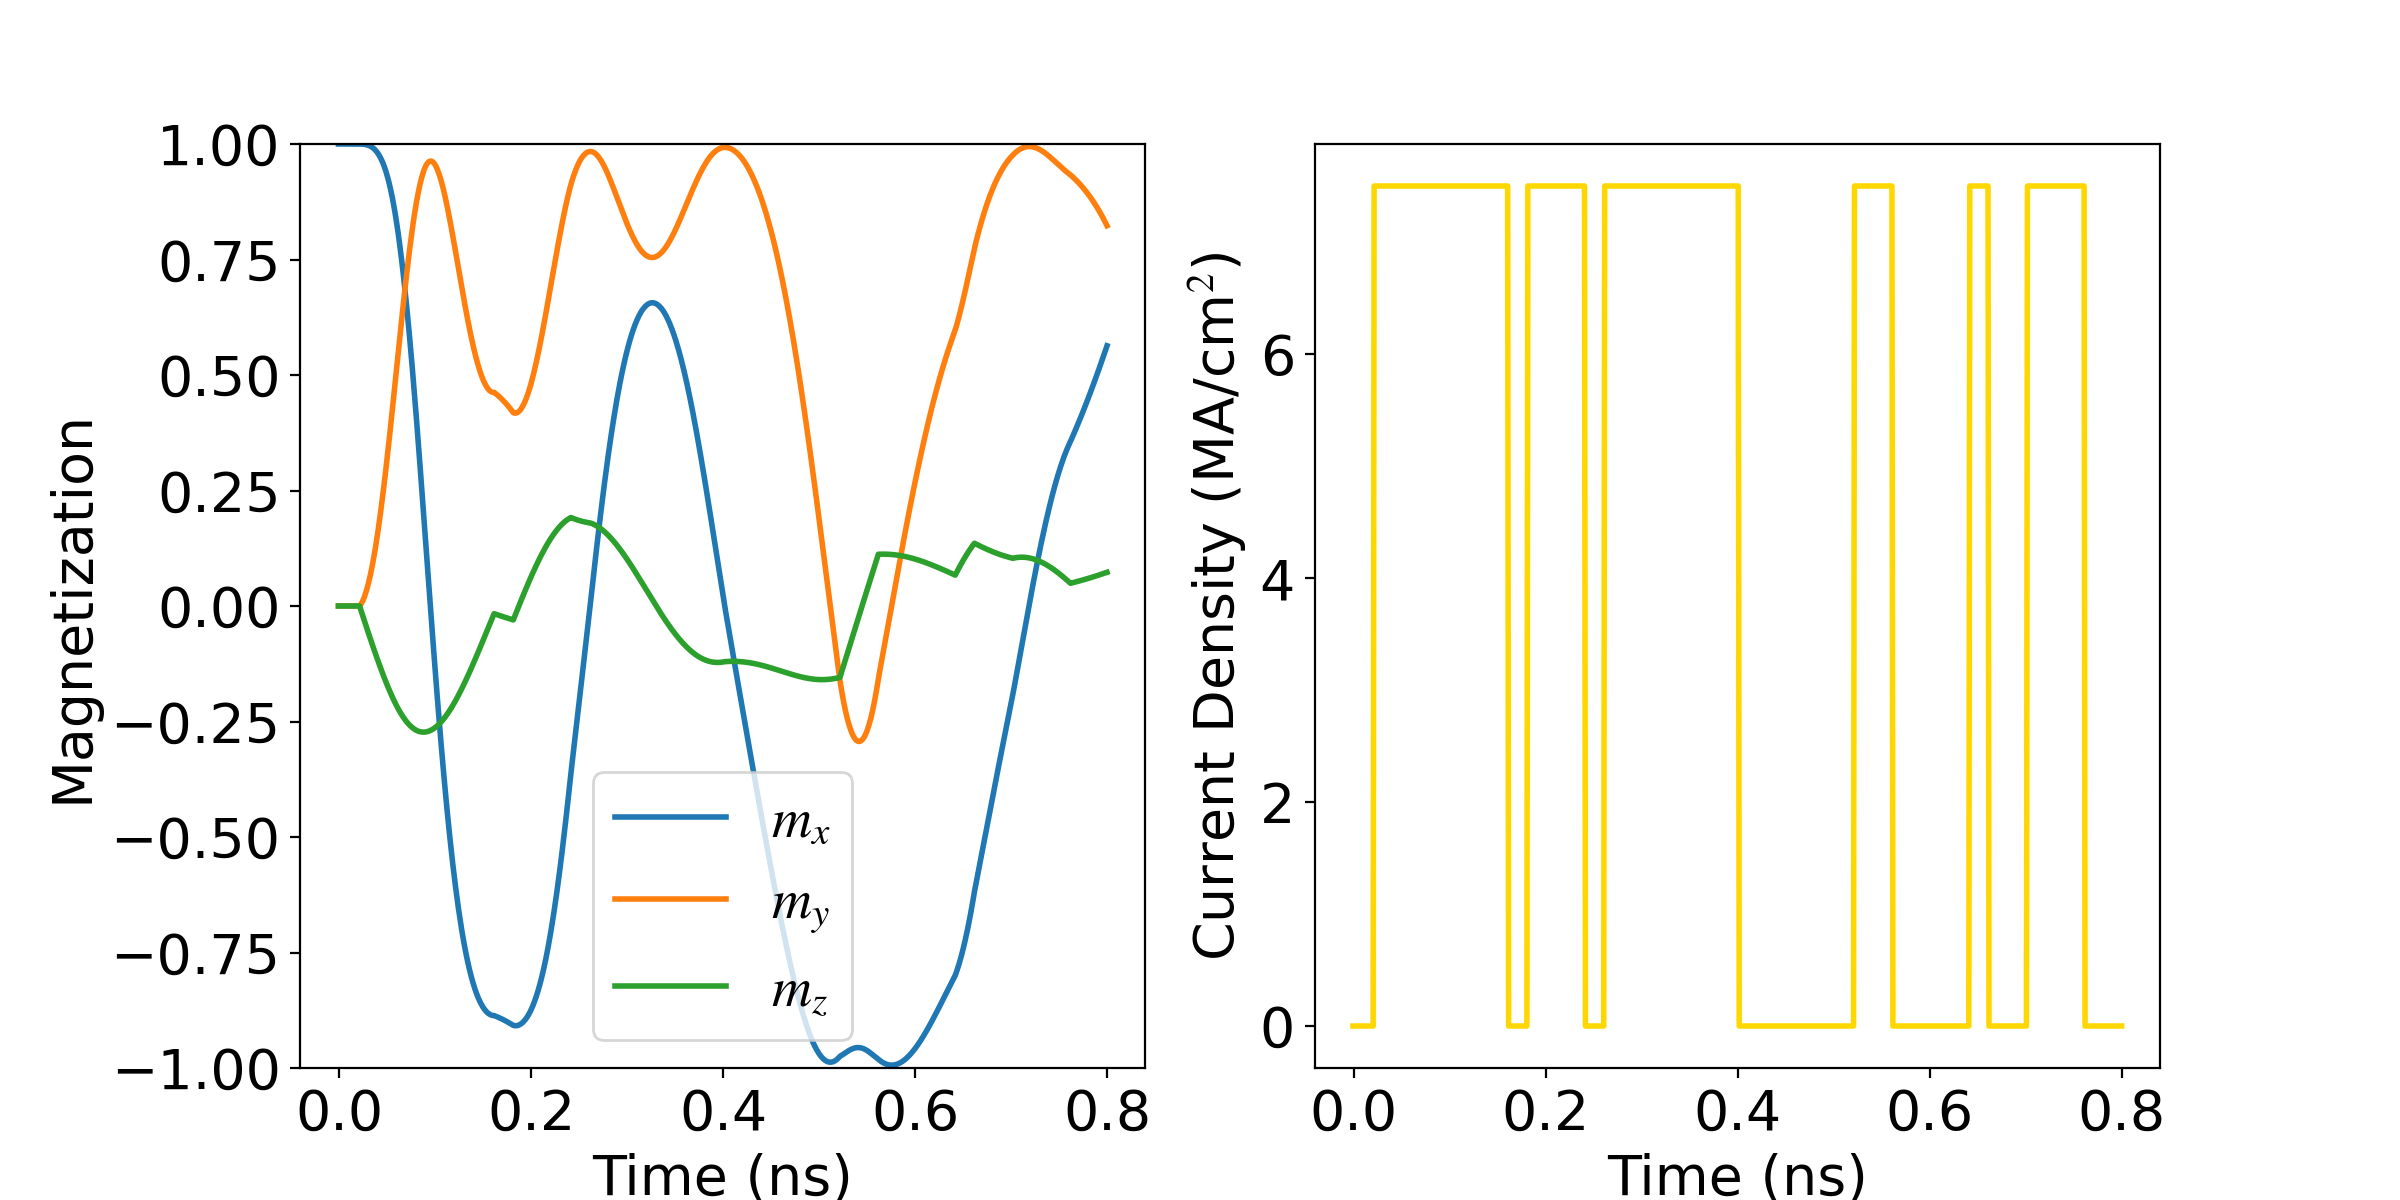 1.00
0.75
0.50
0.25
0.00
−0.25
−0.50
−0.75
−1.00
Magnetization
0.0 0.2 0.4 0.6 0.8
Time (ns)
m_x
m_y
m_z
6
4
2
0
Current Density (MA/cm²)
0.0 0.2 0.4 0.6 0.8
Time (ns)